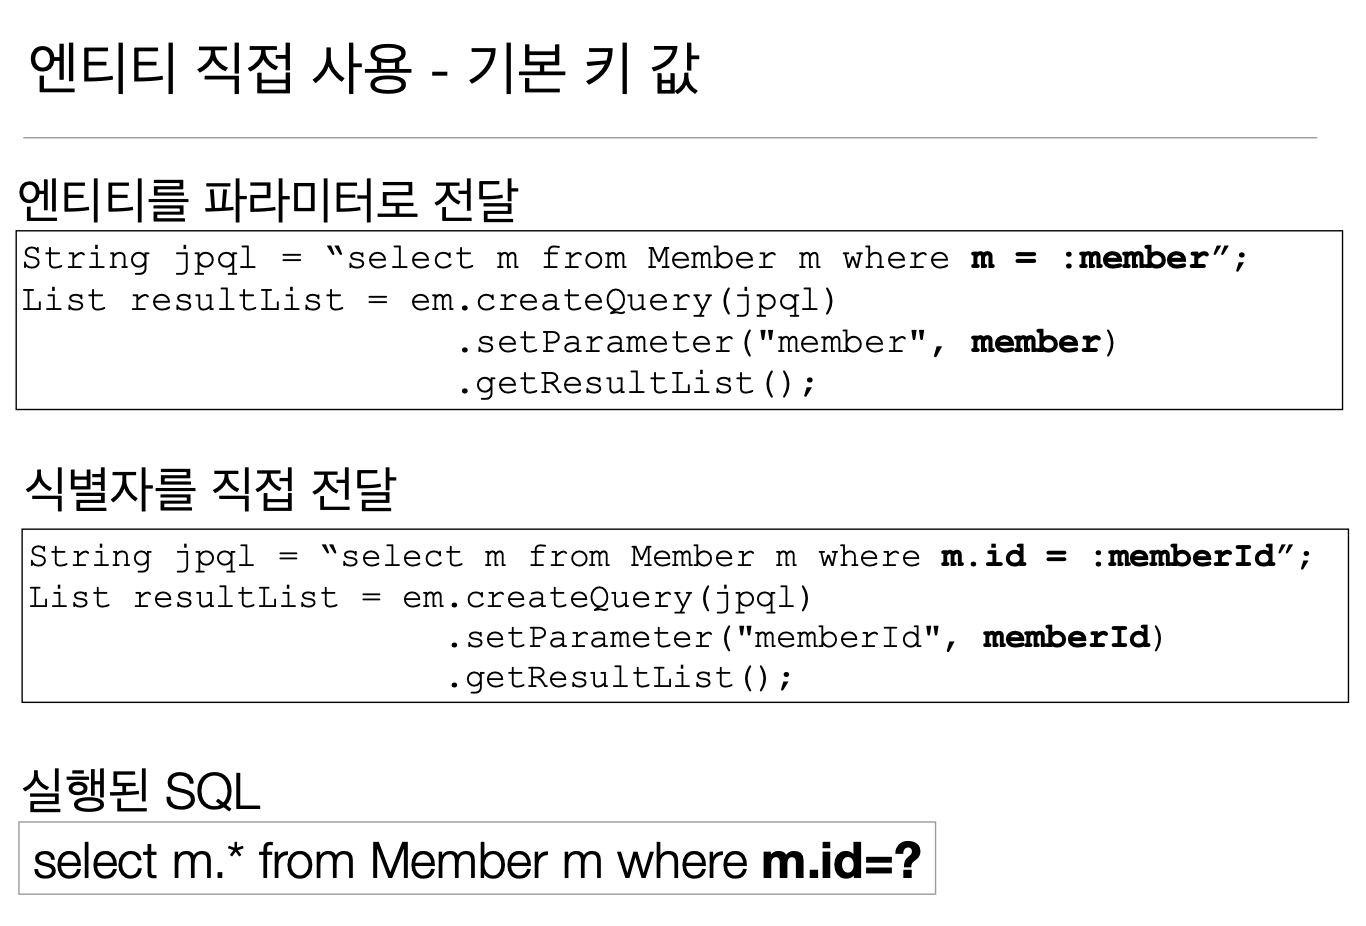 엔티티 직접 사용 - 기본 키 값
엔티티를 파라미터로 전달
String jpql = “select m from Member m where m = :member”;
List resultList = em.createQuery(jpql)
.setParameter("member", member)
.getResultList();
식별자를 직접 전달
String jpql = “select m from Member m where m.id = :memberId”;
List resultList = em.createQuery(jpql)
.setParameter("memberId", memberId)
.getResultList();
실행된 SQL
select m.* from Member m where m.id=?